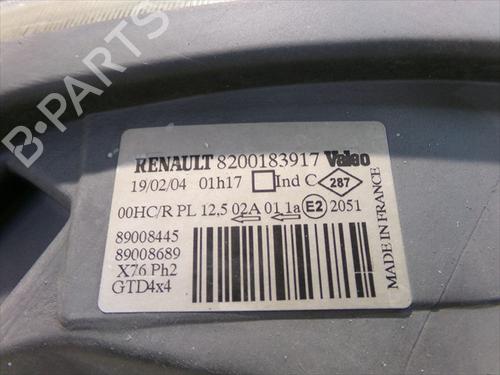 B-PARTS
RENAULT 8200183917 Valeo
19/02/04 01h17 Ind C 287
00HC/R PL 12,5 02A 01 1a E2 2051
89008445
89008689
X76 Ph2
GTD4x4
MADE IN FRANCE